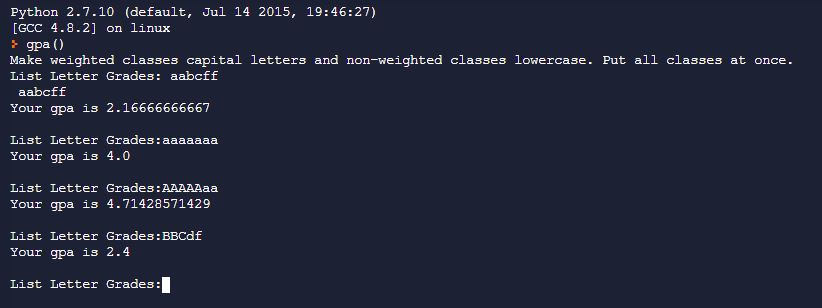 Python 2.7.10 (default, Jul 14 2015, 19:46:27)
[GCC 4.8.2] on linux
gpa()
Make weighted classes capital letters and non-weighted classes lowercase. Put all classes at once.
List Letter Grades: aabcff
 aabcff
Your gpa is 2.16666666667
List Letter Grades:aaaaaaa
Your gpa is 4.0
List Letter Grades:AAAAAaa
Your gpa is 4.71428571429
List Letter Grades:BBCdf
Your gpa is 2.4
List Letter Grades: